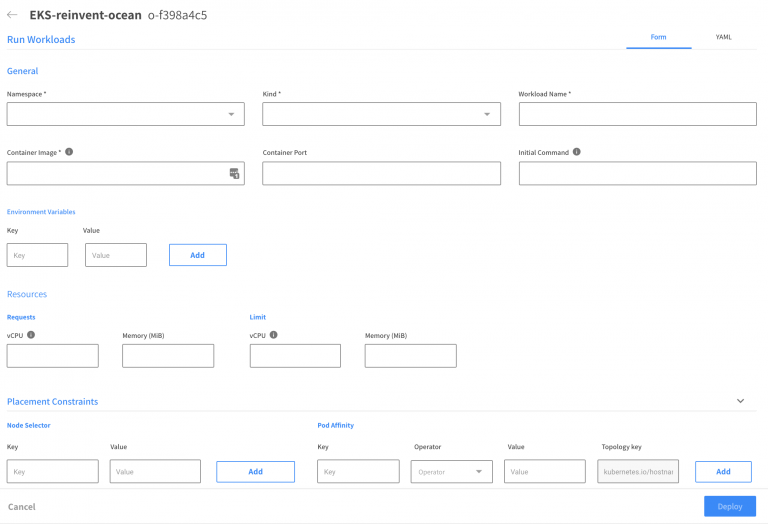 ← EKS-reinvent-ocean o-f398a4c5
Run Workloads Form YAML
General
Namespace * Kind * Workload Name *
Container Image * Container Port Initial Command
Environment Variables
Key Value
Key Value Add
Resources
Requests Limit
vCPU Memory (MiB) vCPU Memory (MiB)
Placement Constraints
Node Selector Pod Affinity
Key Value Key Operator Value Topology key
Key Value Add Key Operator Value kubernetes.io/hostnar Add
Cancel Deploy